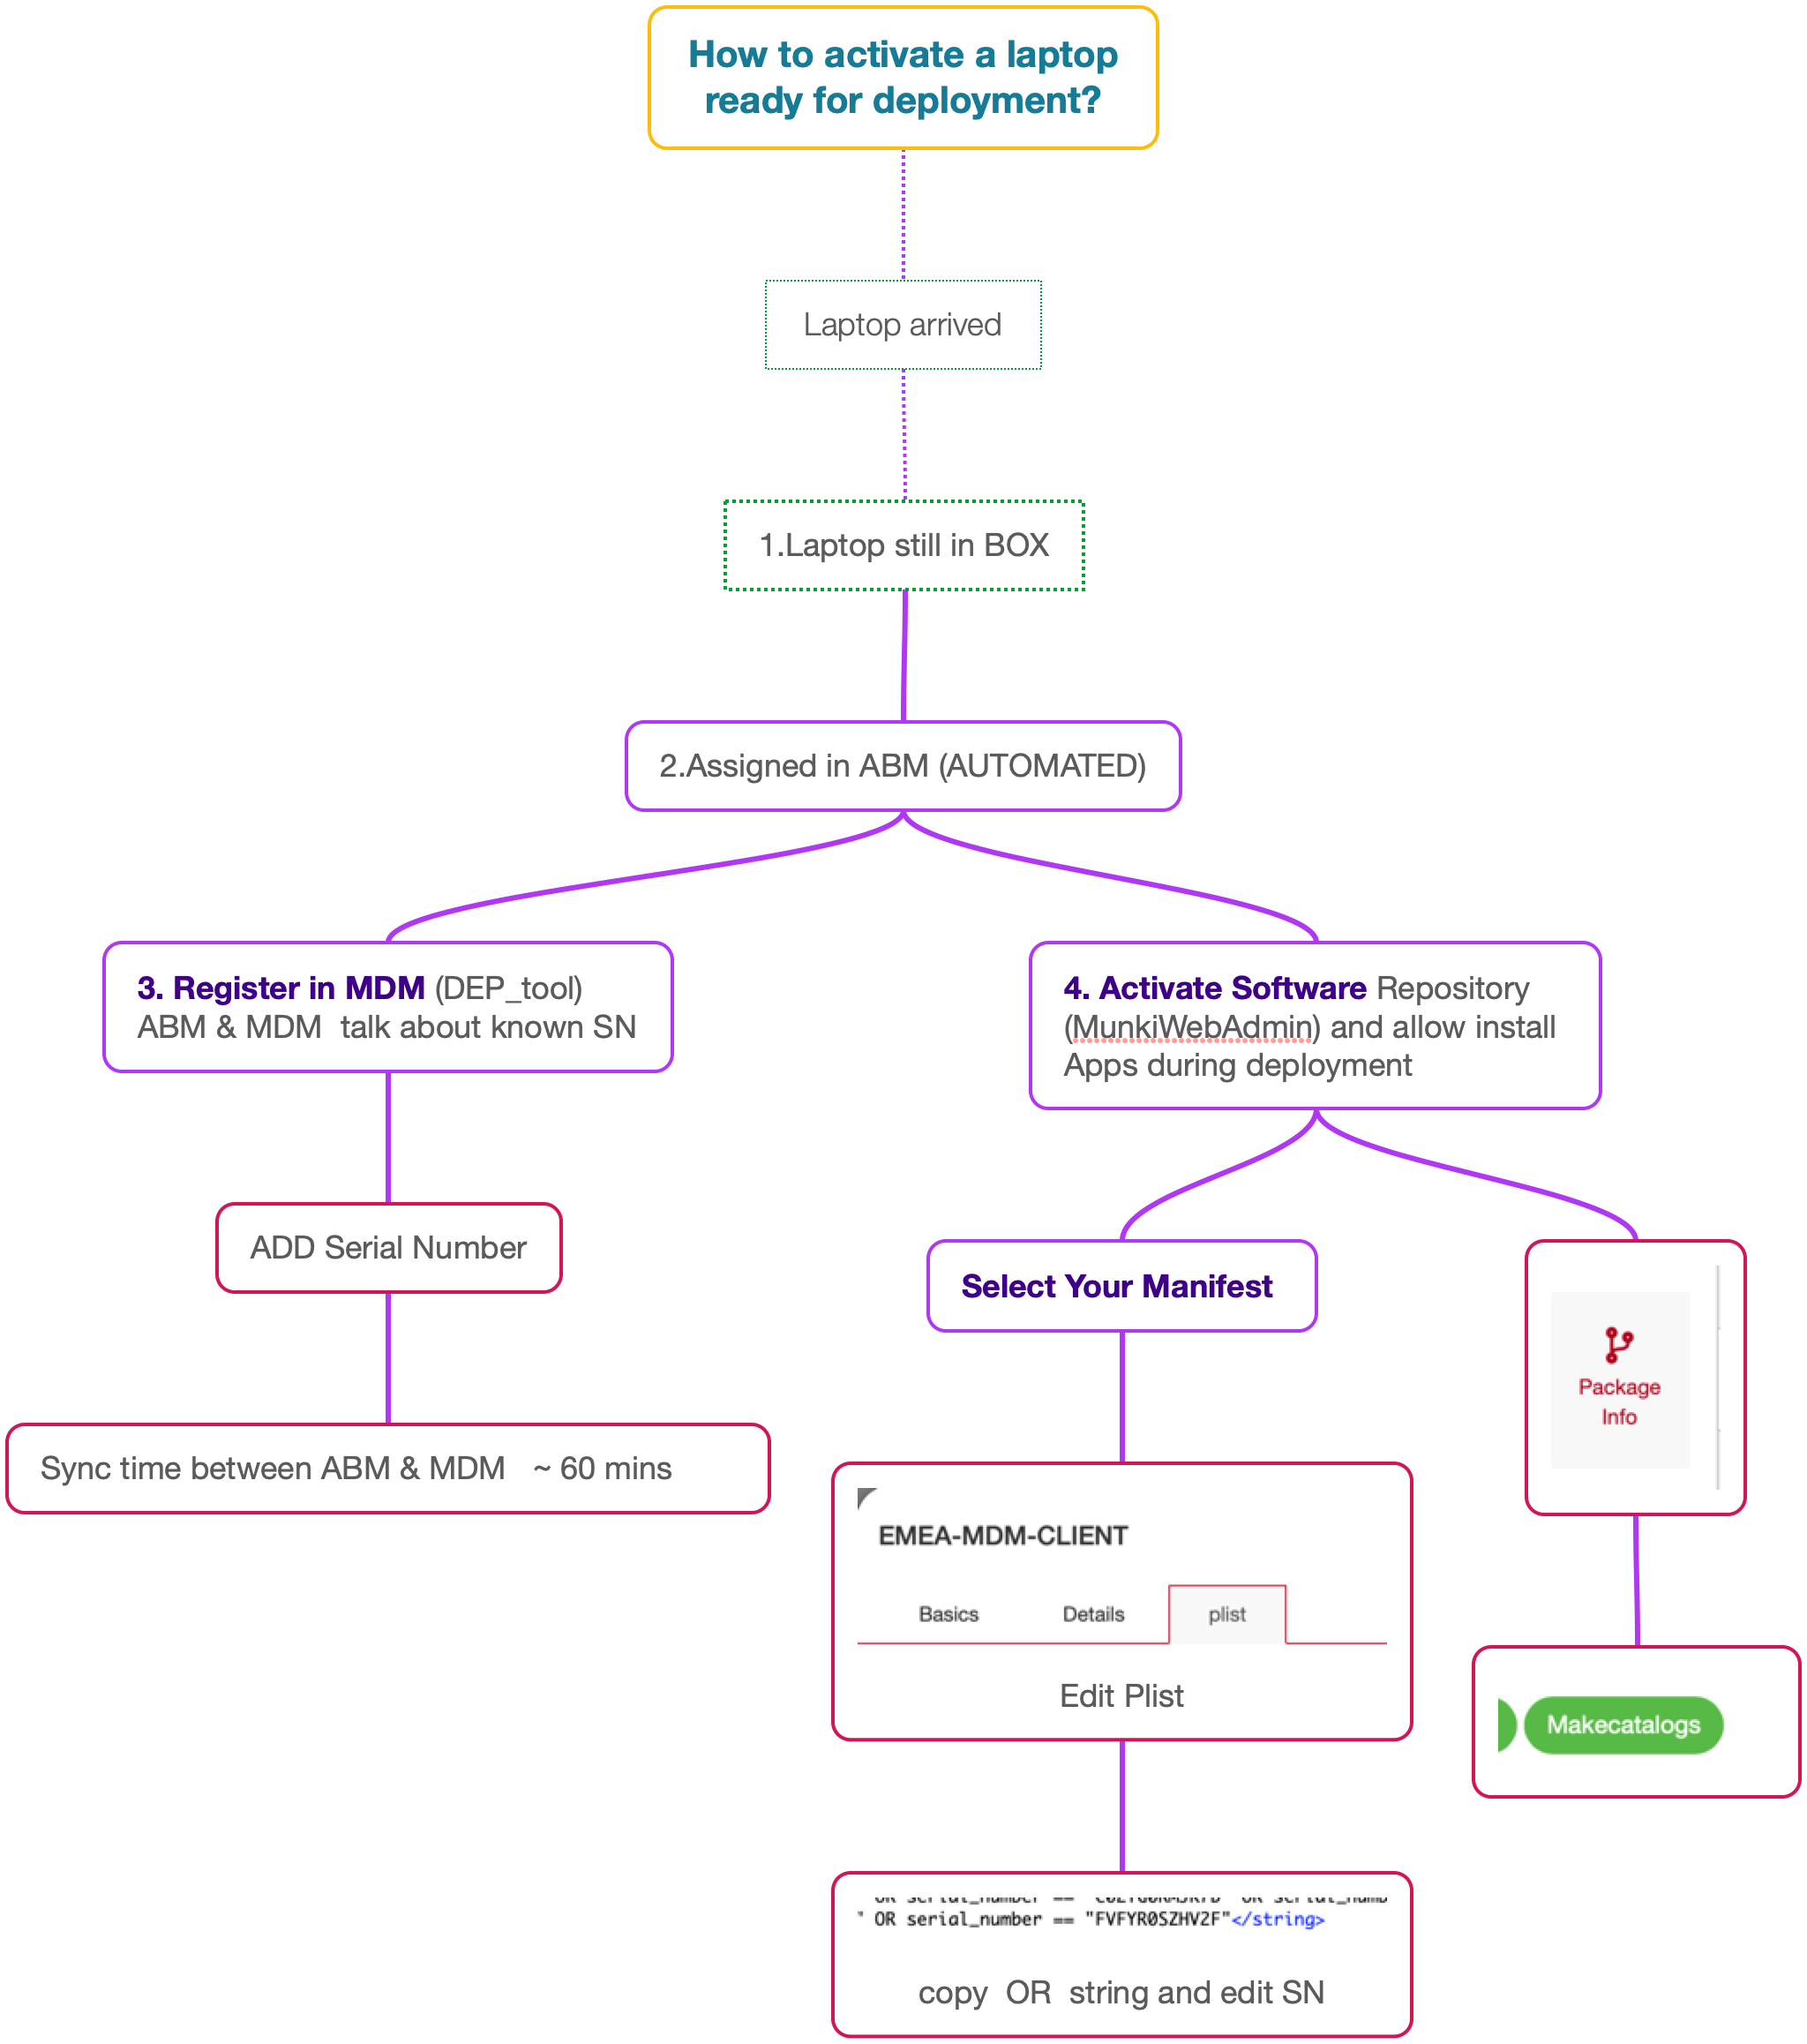 How to activate a laptop
ready for deployment?
Laptop arrived
1.Laptop still in BOX
2.Assigned in ABM (AUTOMATED)
3. Register in MDM (DEP_tool)
ABM & MDM  talk about known SN
ADD Serial Number
Sync time between ABM & MDM   ~ 60 mins
4. Activate Software Repository
(MunkiWebAdmin) and allow install
Apps during deployment
Select Your Manifest
EMEA-MDM-CLIENT
Basics Details plist
Edit Plist
" OR serial_number == "FVFYR0SZHV2F"</string>
copy  OR  string and edit SN
Package
Info
Makecatalogs